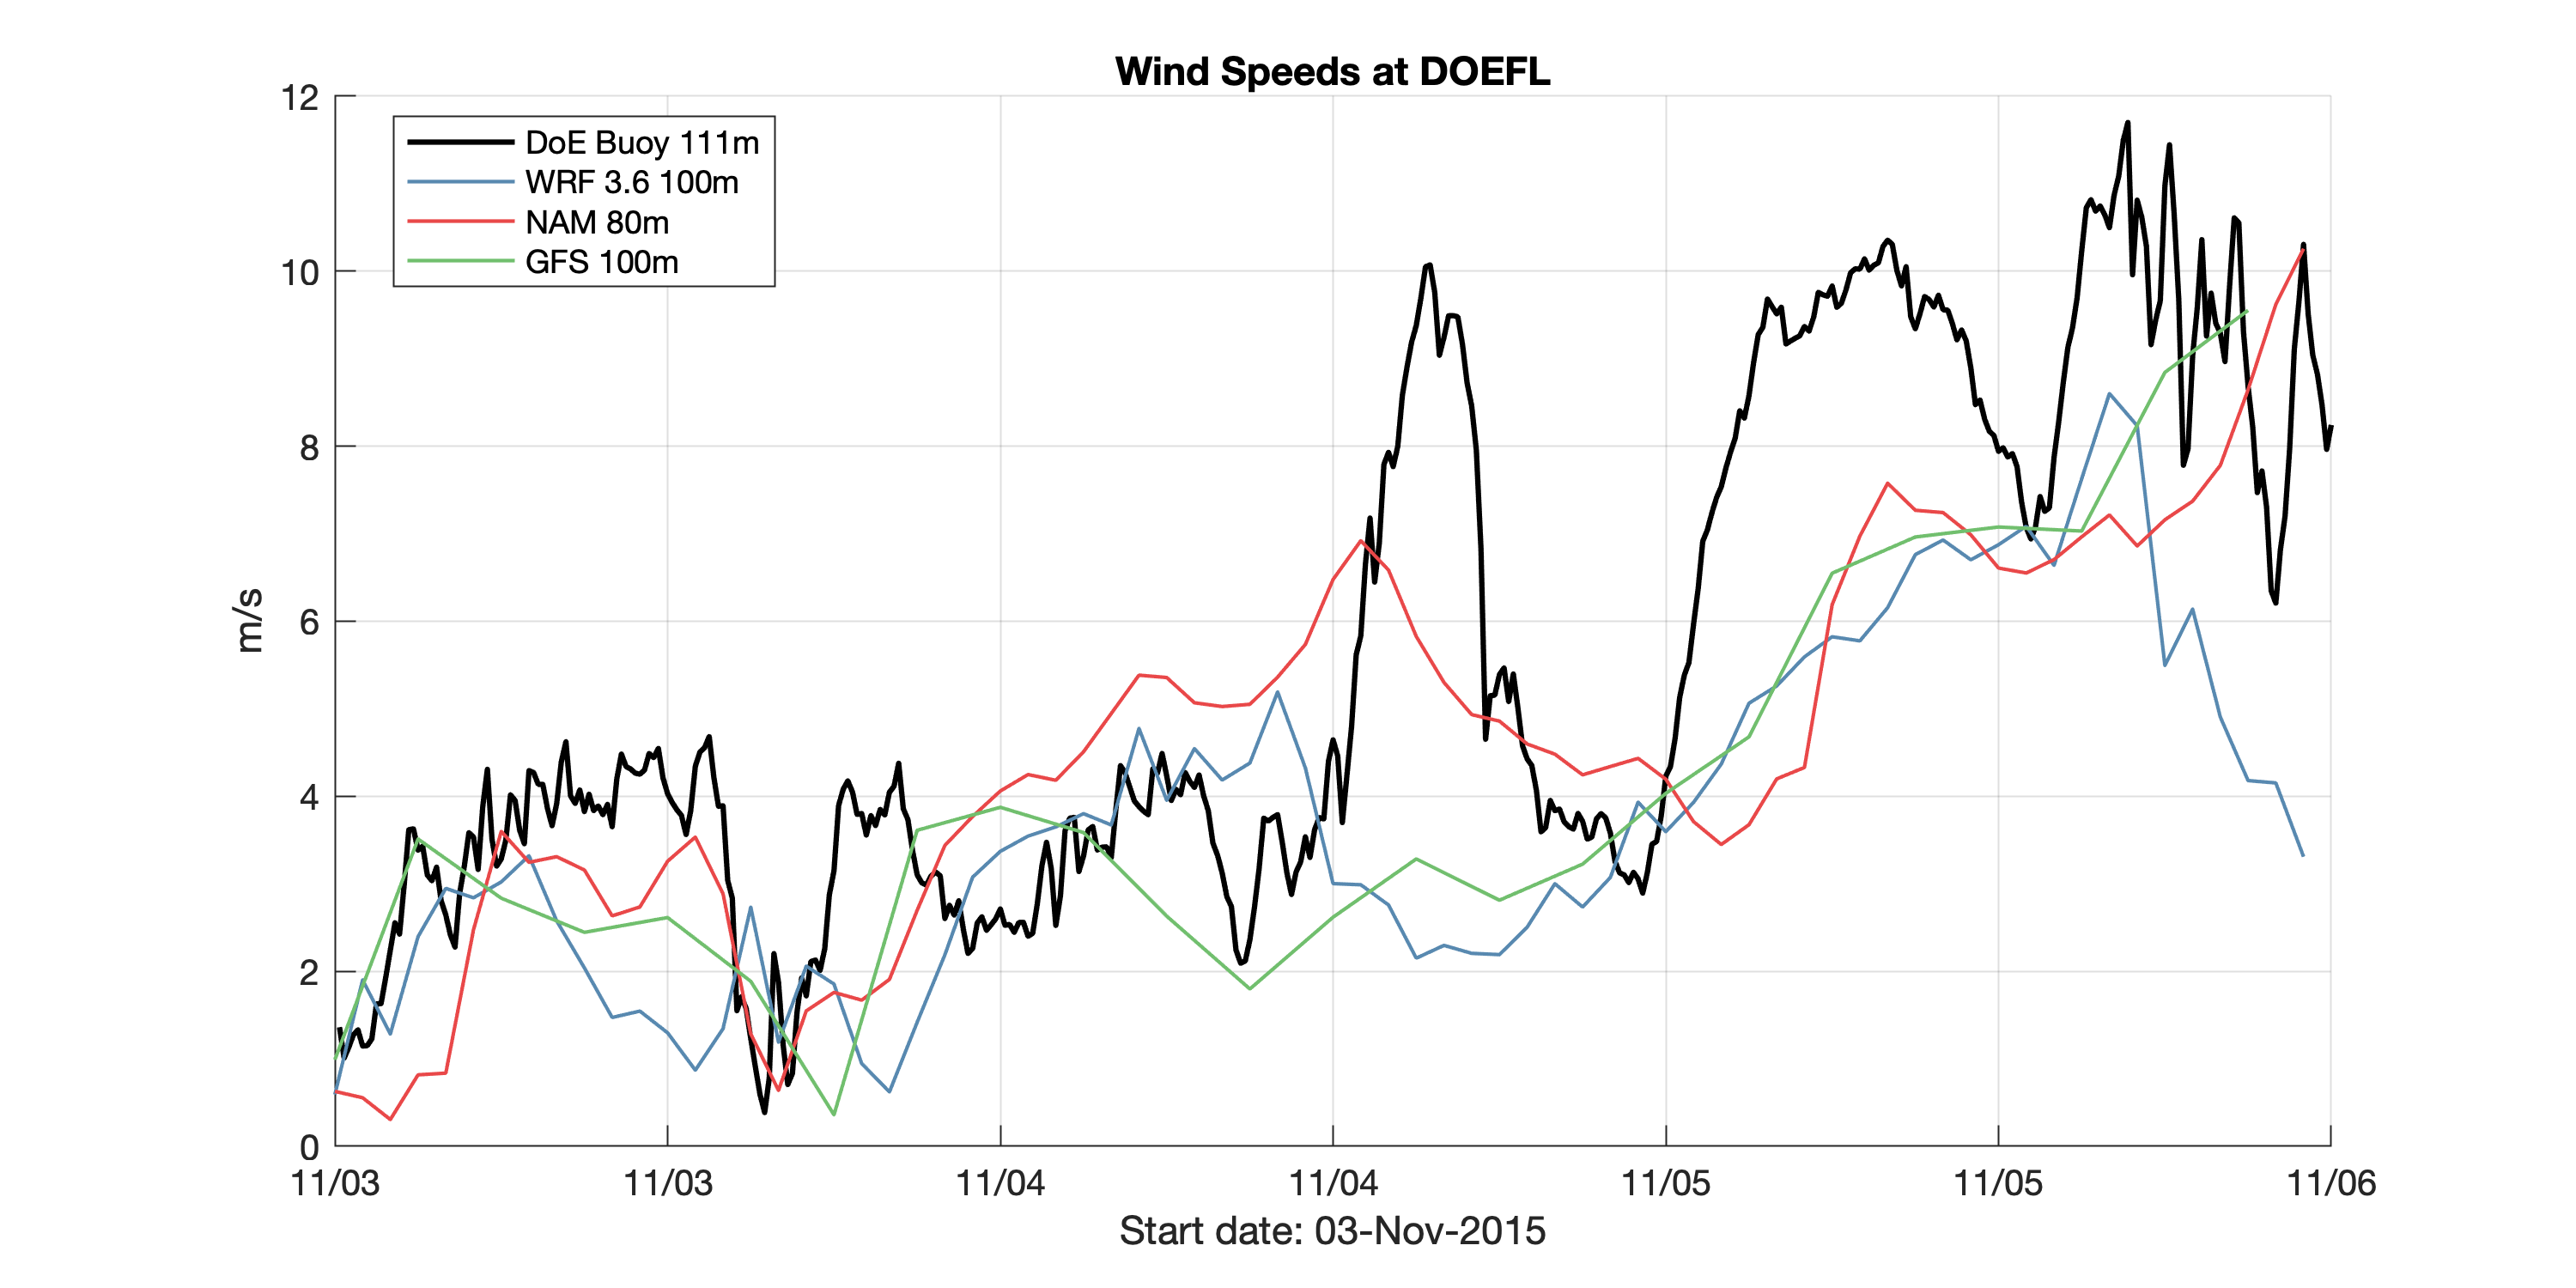 Wind Speeds at DOEFL
12
10
8
6
4
2
0
m/s
DoE Buoy 111m
WRF 3.6 100m
NAM 80m
GFS 100m
11/03 11/03 11/04 11/04 11/05 11/05 11/06
Start date: 03-Nov-2015